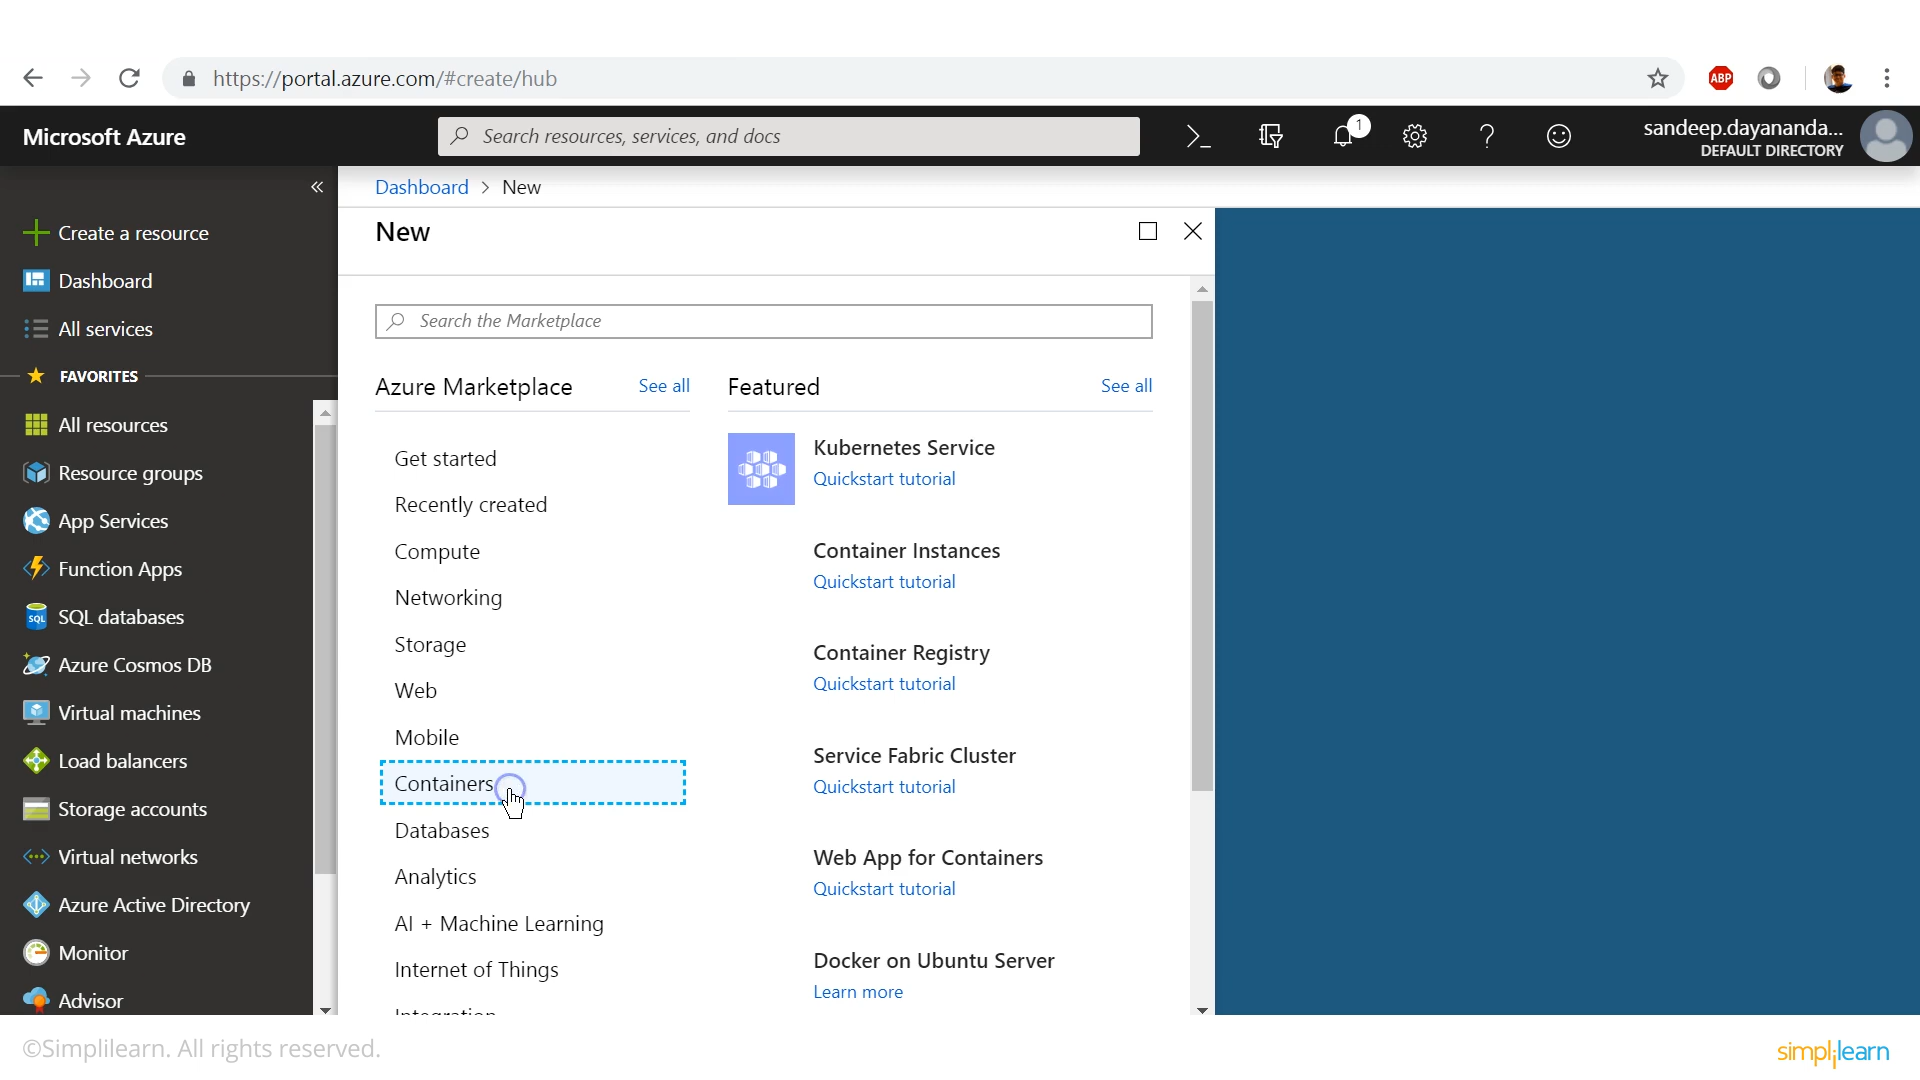 https://portal.azure.com/#create/hub
ABP
Microsoft Azure
Search resources, services, and docs
1
sandeep.dayananda...
DEFAULT DIRECTORY
Dashboard > New
New
Create a resource
Dashboard
All services
FAVORITES
All resources
Resource groups
App Services
Function Apps
SQL
SQL databases
Azure Cosmos DB
Virtual machines
Load balancers
Storage accounts
Virtual networks
Azure Active Directory
Monitor
Advisor
Search the Marketplace
Azure Marketplace
See all
Get started
Recently created
Compute
Networking
Storage
Web
Mobile
Containers
Databases
Analytics
AI + Machine Learning
Internet of Things
Integration
Featured
See all
Kubernetes Service
Quickstart tutorial
Container Instances
Quickstart tutorial
Container Registry
Quickstart tutorial
Service Fabric Cluster
Quickstart tutorial
Web App for Containers
Quickstart tutorial
Docker on Ubuntu Server
Learn more
©Simplilearn. All rights reserved.
simplilearn